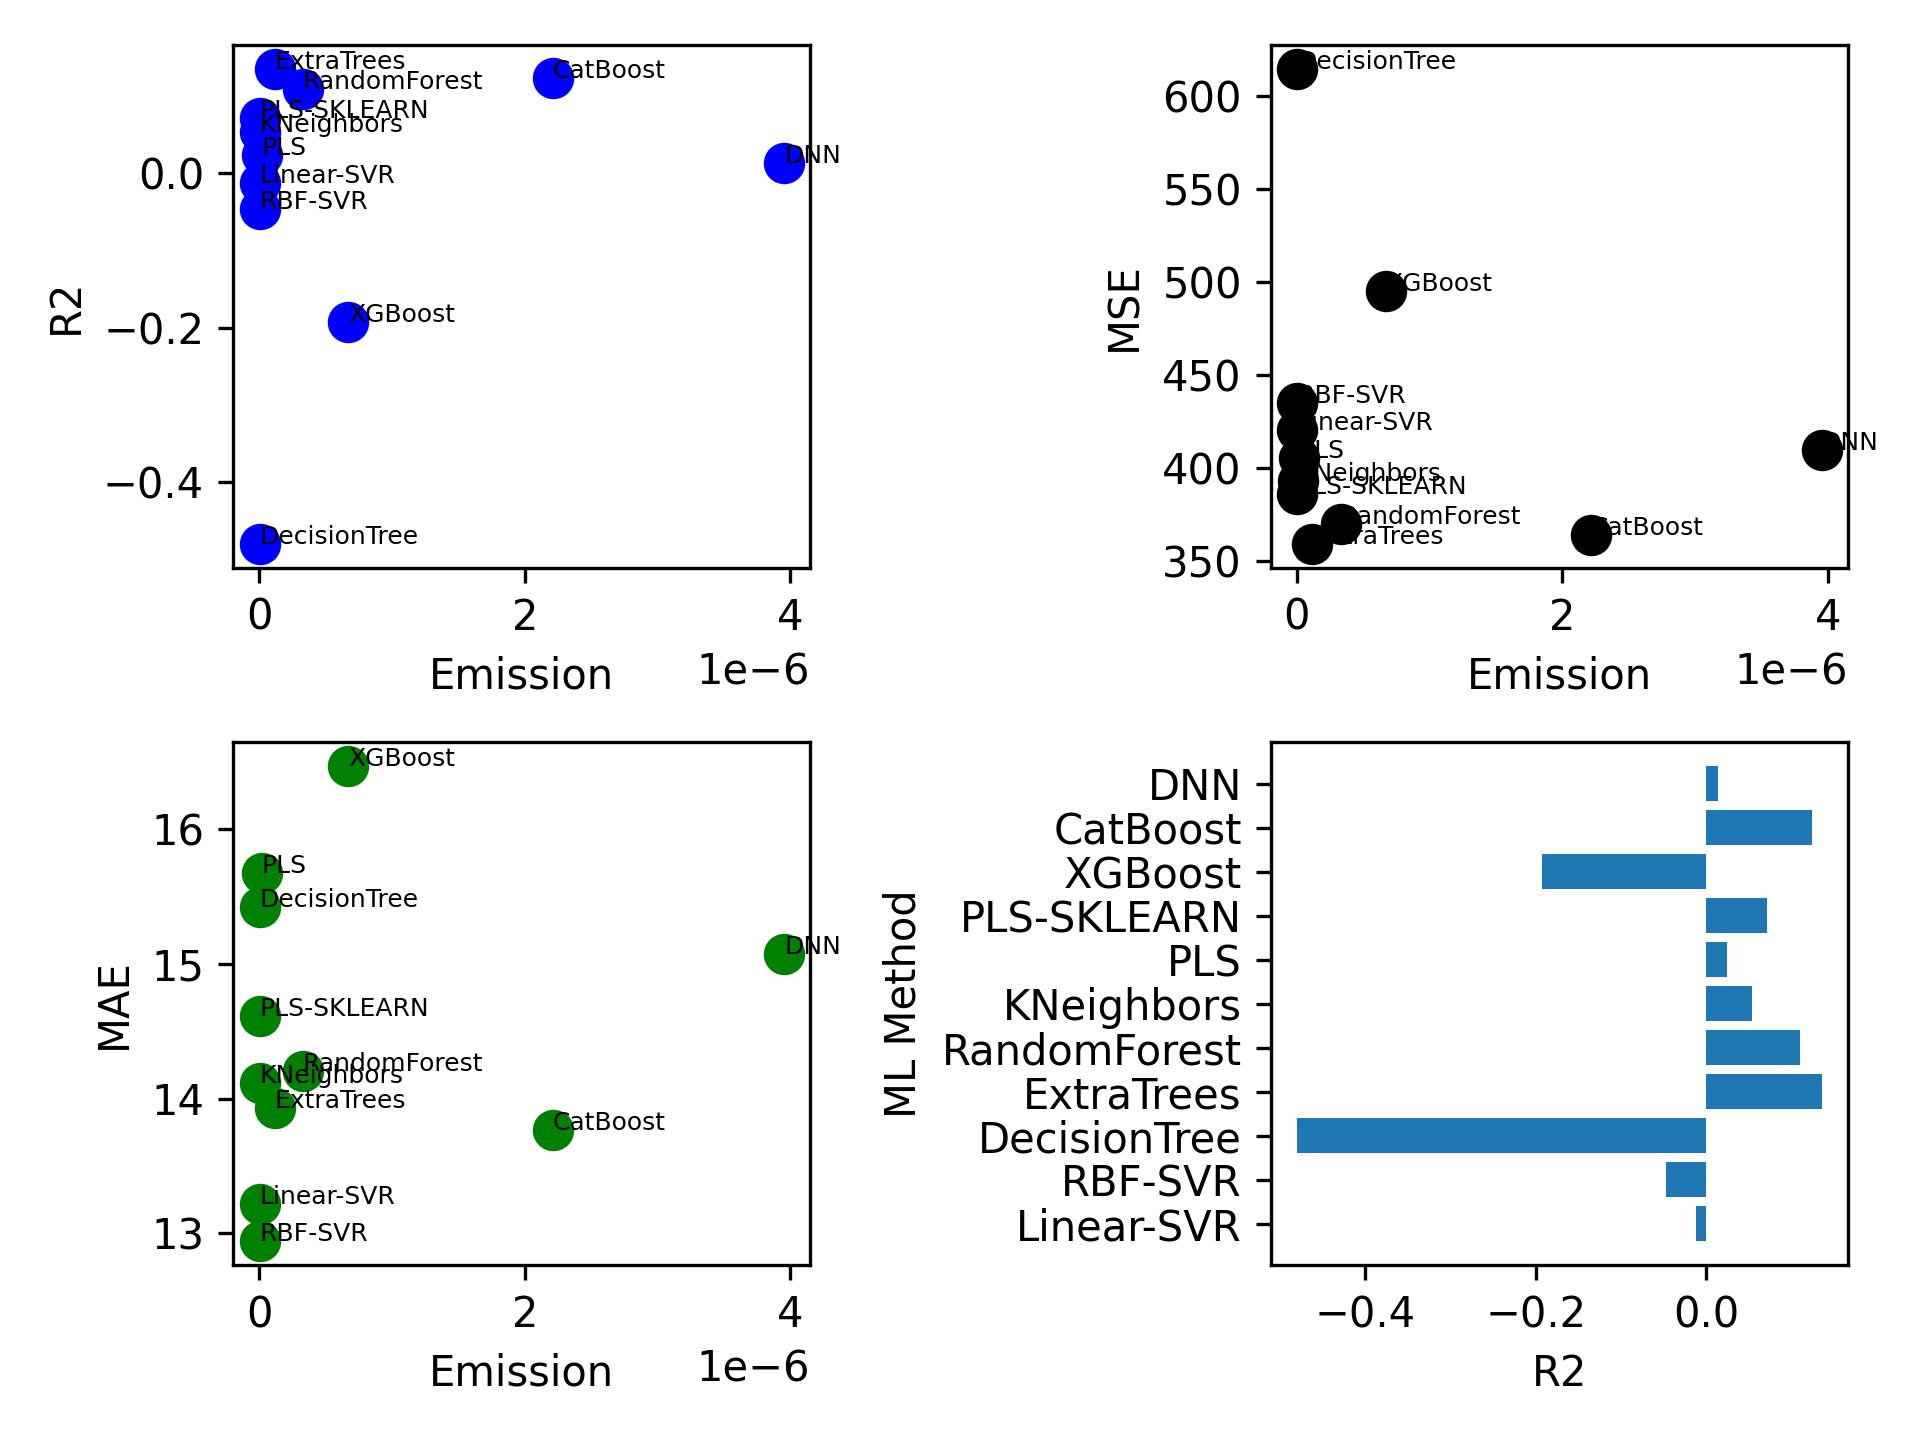 R2
0.0
−0.2
−0.4
ExtraTrees
RandomForest
CatBoost
PLS-SKLEARN
KNeighbors
PLS
DNN
Linear-SVR
RBF-SVR
XGBoost
DecisionTree
0 2 4
Emission
1e−6
MSE
600
550
500
450
400
350
DecisionTree
XGBoost
RBF-SVR
Linear-SVR
PLS
DNN
KNeighbors
PLS-SKLEARN
RandomForest
CatBoost
ExtraTrees
0 2 4
Emission
1e−6
MAE
16
15
14
13
XGBoost
PLS
DecisionTree
DNN
PLS-SKLEARN
RandomForest
KNeighbors
ExtraTrees
CatBoost
Linear-SVR
RBF-SVR
0 2 4
Emission
1e−6
ML Method
DNN
CatBoost
XGBoost
PLS-SKLEARN
PLS
KNeighbors
RandomForest
ExtraTrees
DecisionTree
RBF-SVR
Linear-SVR
−0.4 −0.2 0.0
R2